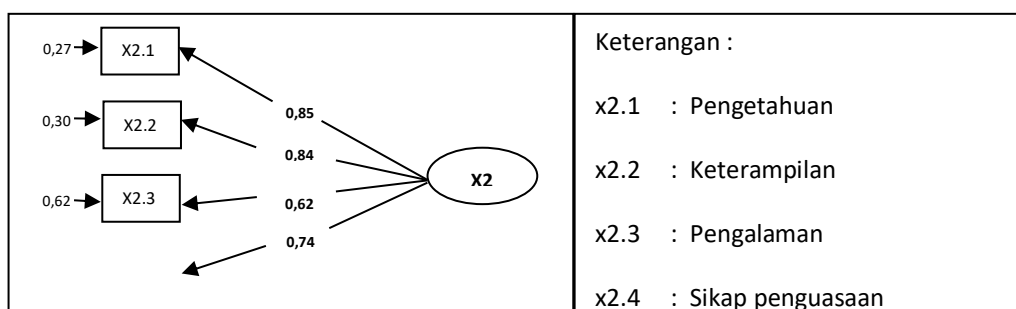 0,27
X2.1
0,85
0,30
X2.2
0,84
X2
0,62
X2.3
0,62
0,74
Keterangan :
x2.1 : Pengetahuan
x2.2 : Keterampilan
x2.3 : Pengalaman
x2.4 : Sikap penguasaan